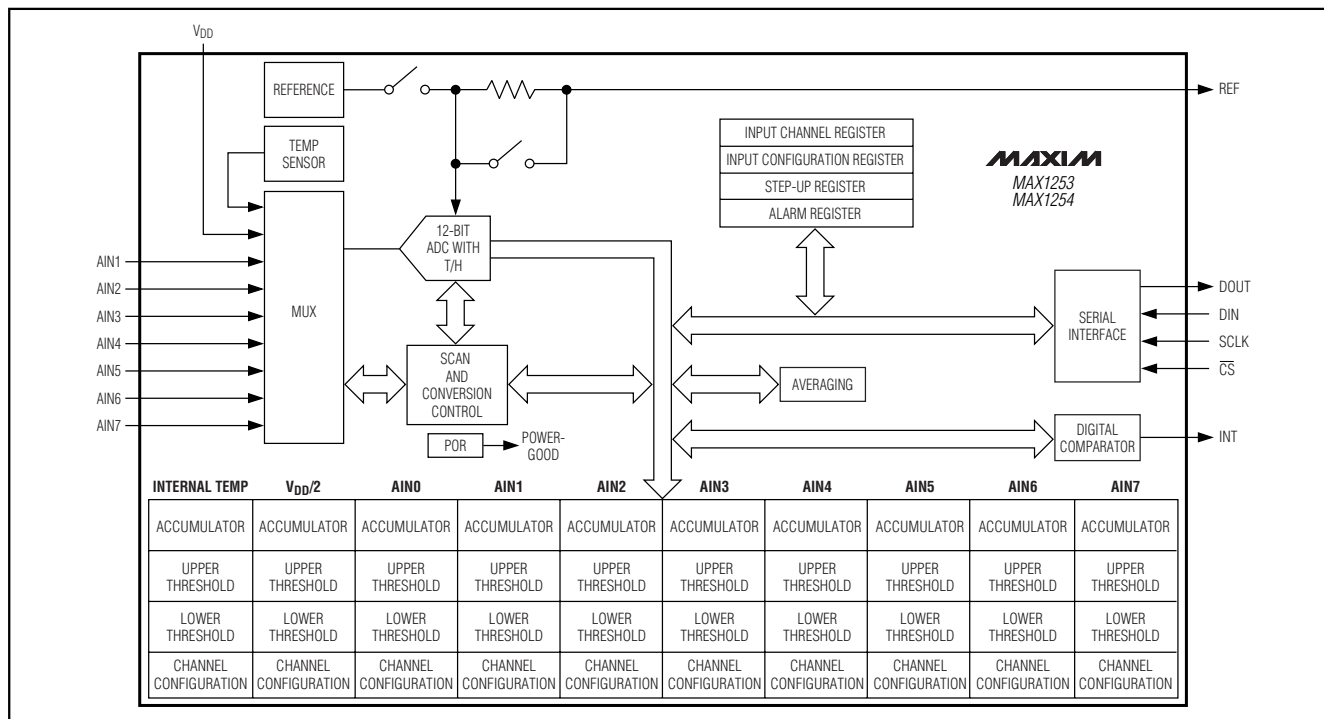 VDD
REFERENCE
REF
TEMP
SENSOR
INPUT CHANNEL REGISTER
INPUT CONFIGURATION REGISTER
STEP-UP REGISTER
ALARM REGISTER
MAXIM
MAX1253
MAX1254
12-BIT
ADC WITH
T/H
MUX
AIN1
AIN2
AIN3
AIN4
AIN5
AIN6
AIN7
SCAN
AND
CONVERSION
CONTROL
AVERAGING
SERIAL
INTERFACE
DOUT
DIN
SCLK
CS
POR
POWER-
GOOD
DIGITAL
COMPARATOR
INT
INTERNAL TEMP VDD/2 AIN0 AIN1 AIN2 AIN3 AIN4 AIN5 AIN6 AIN7
ACCUMULATOR ACCUMULATOR ACCUMULATOR ACCUMULATOR ACCUMULATOR ACCUMULATOR ACCUMULATOR ACCUMULATOR ACCUMULATOR ACCUMULATOR
UPPER UPPER UPPER UPPER UPPER UPPER UPPER UPPER UPPER UPPER
THRESHOLD THRESHOLD THRESHOLD THRESHOLD THRESHOLD THRESHOLD THRESHOLD THRESHOLD THRESHOLD THRESHOLD
LOWER LOWER LOWER LOWER LOWER LOWER LOWER LOWER LOWER LOWER
THRESHOLD THRESHOLD THRESHOLD THRESHOLD THRESHOLD THRESHOLD THRESHOLD THRESHOLD THRESHOLD THRESHOLD
CHANNEL CHANNEL CHANNEL CHANNEL CHANNEL CHANNEL CHANNEL CHANNEL CHANNEL CHANNEL
CONFIGURATION CONFIGURATION CONFIGURATION CONFIGURATION CONFIGURATION CONFIGURATION CONFIGURATION CONFIGURATION CONFIGURATION CONFIGURATION